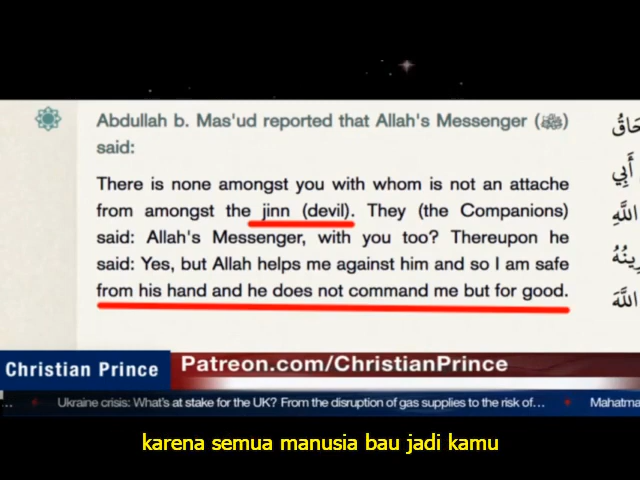 Abdullah b. Mas'ud reported that Allah's Messenger (ﷺ)
said:
There is none amongst you with whom is not an attache
from amongst the jinn (devil). They (the Companions)
said: Allah's Messenger, with you too? Thereupon he
said: Yes, but Allah helps me against him and so I am safe
from his hand and he does not command me but for good.
أَبِي
اللَّهِ
اللَّهَ
Christian Prince
Patreon.com/ChristianPrince
... Ukraine crisis: What's at stake for the UK? From the disruption of gas supplies to the risk of... Mahatma
karena semua manusia bau jadi kamu